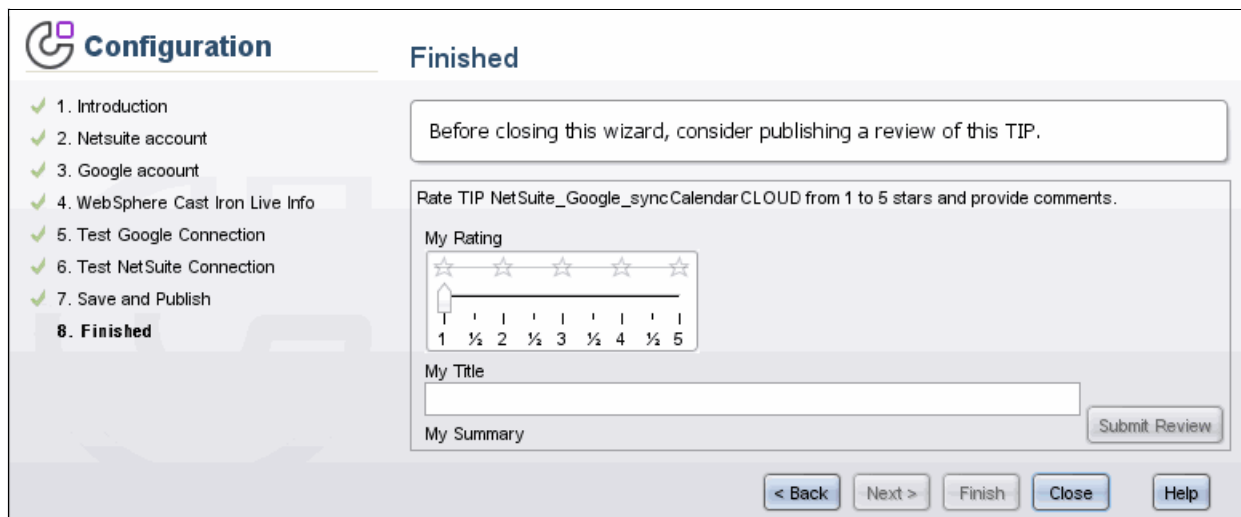 Configuration
1. Introduction
2. Netsuite account
3. Google acoount
4. WebSphere Cast Iron Live Info
5. Test Google Connection
6. Test NetSuite Connection
7. Save and Publish
8. Finished
Finished
Before closing this wizard, consider publishing a review of this TIP.
Rate TIP NetSuite_Google_syncCalendarCLOUD from 1 to 5 stars and provide comments.
My Rating
1 ½ 2 ½ 3 ½ 4 ½ 5
My Title
My Summary
Submit Review
< Back Next > Finish Close Help